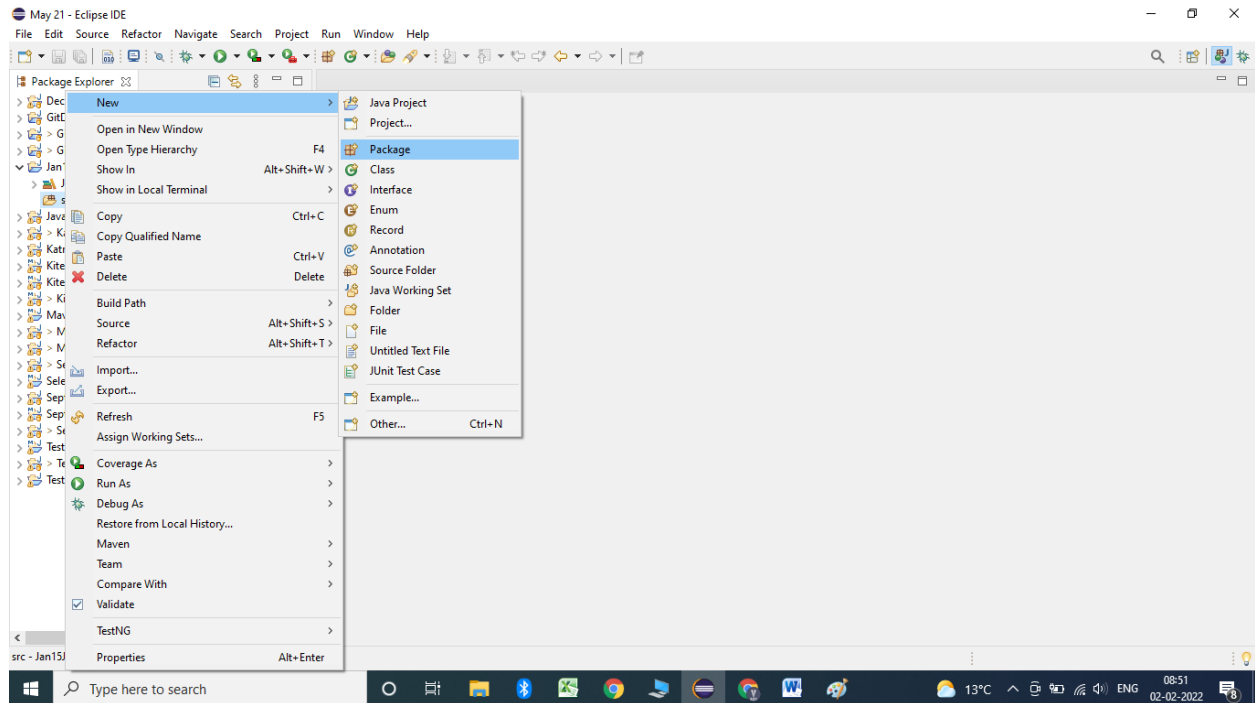 May 21 - Eclipse IDE
File Edit Source Refactor Navigate Search Project Run Window Help
Package Explorer
Dec
GitD
> G
> G
Jan1
J
s
Java
> Ka
Katr
Kite
Kite
> Ki
Mav
> M
> M
> Se
Sele
Sept
Sept
> Se
Test
> Te
Test
New >
Open in New Window
Open Type Hierarchy F4
Show In Alt+Shift+W >
Show in Local Terminal >
Copy Ctrl+C
Copy Qualified Name
Paste Ctrl+V
Delete Delete
Build Path >
Source Alt+Shift+S >
Refactor Alt+Shift+T >
Import...
Export...
Refresh F5
Assign Working Sets...
Coverage As >
Run As >
Debug As >
Restore from Local History...
Maven >
Team >
Compare With >
Validate
TestNG >
Properties Alt+Enter
Java Project
Project...
Package
Class
Interface
Enum
Record
Annotation
Source Folder
Java Working Set
Folder
File
Untitled Text File
JUnit Test Case
Example...
Other... Ctrl+N
src - Jan15J
Type here to search
13°C ENG
08:51
02-02-2022
8